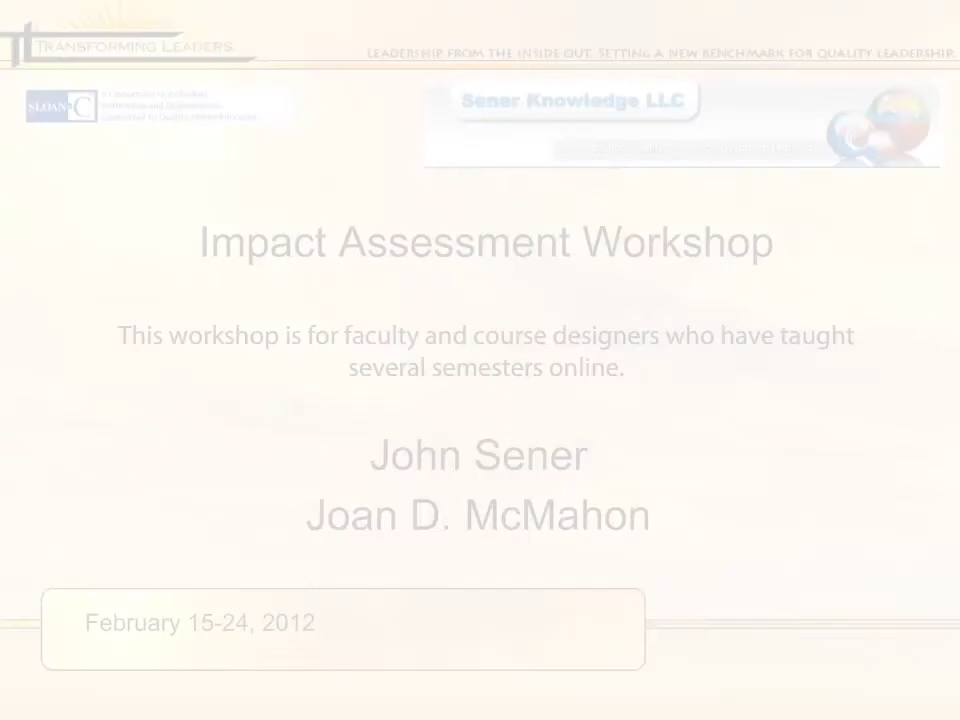 TRANSFORMING LEADERS
LEADERSHIP FROM THE INSIDE OUT. SETTING A NEW BENCHMARK FOR QUALITY LEADERSHIP.
SLOAN C
Sener Knowledge LLC
Impact Assessment Workshop
This workshop is for faculty and course designers who have taught
several semesters online.
John Sener
Joan D. McMahon
February 15-24, 2012